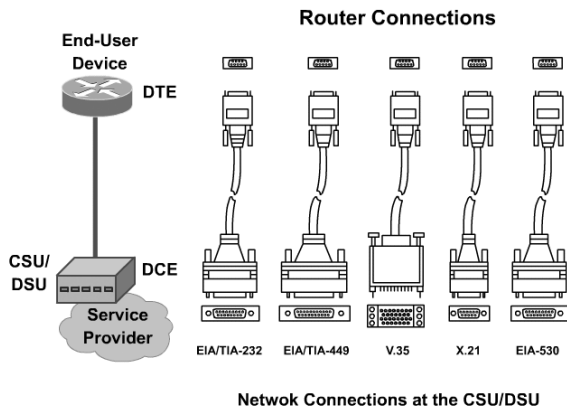 Router Connections
End-User
Device
DTE
CSU/
DSU
DCE
Service
Provider
EIA/TIA-232
EIA/TIA-449
V.35
X.21
EIA-530
Netwok Connections at the CSU/DSU